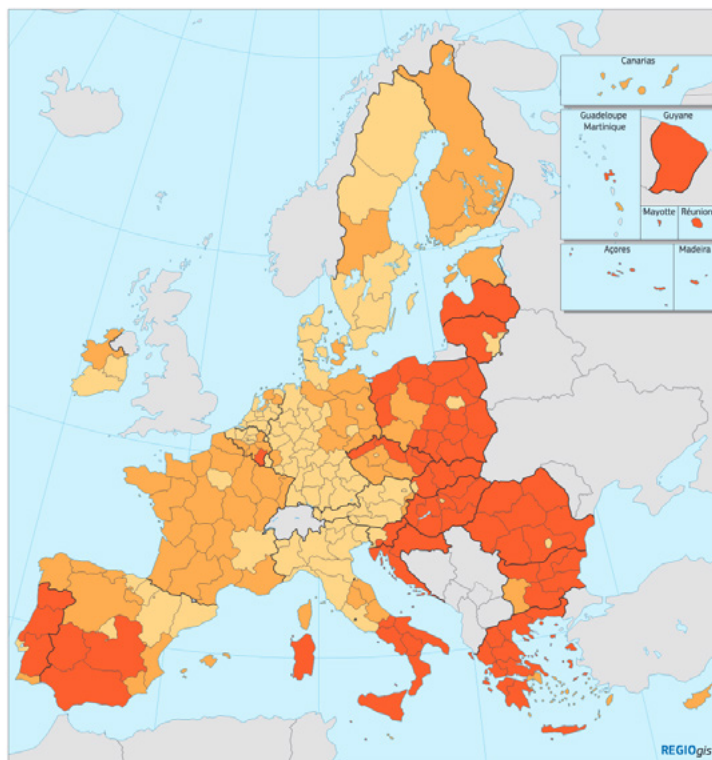 Canarias
Guadeloupe
Martinique
Guyane
Mayotte
Réunion
Açores
Madeira
REGIOgis